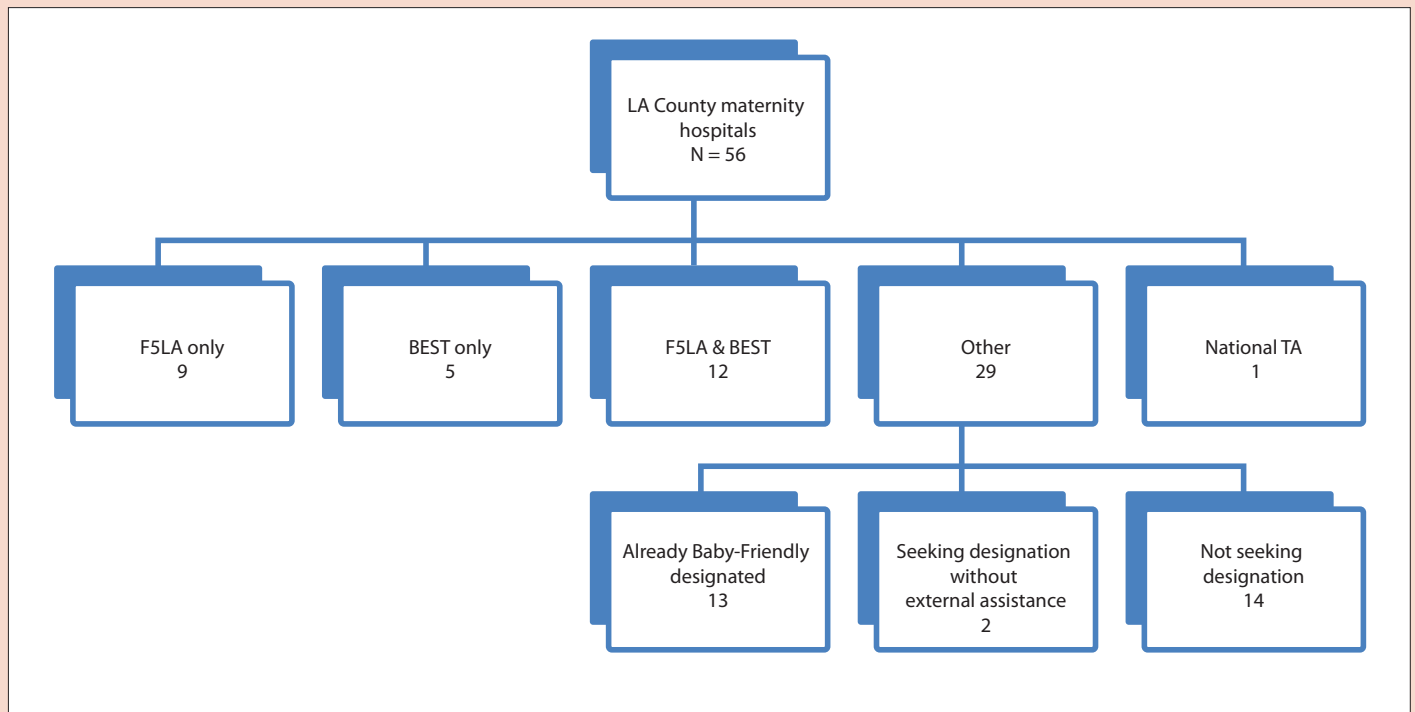 LA County maternity
hospitals
N = 56
F5LA only
9
BEST only
5
F5LA & BEST
12
Other
29
National TA
1
Already Baby-Friendly
designated
13
Seeking designation
without
external assistance
2
Not seeking
designation
14